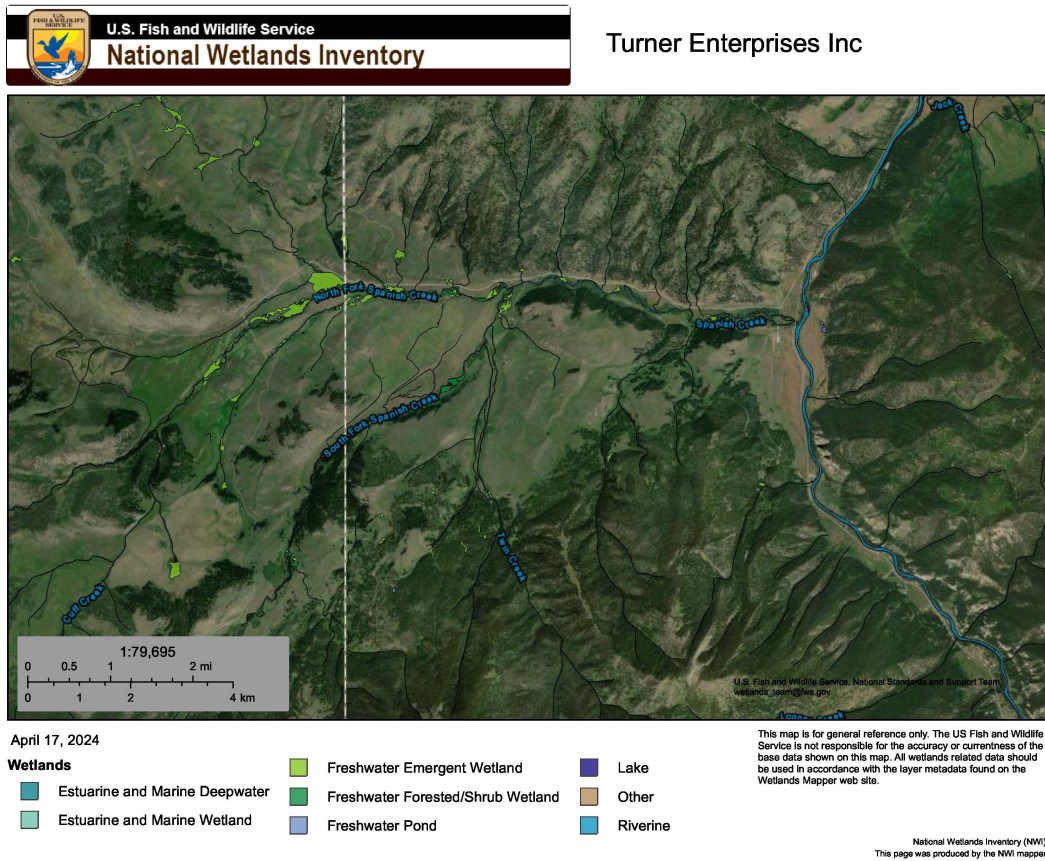 U.S.
FISH & WILDLIFE
SERVICE
U.S. Fish and Wildlife Service
National Wetlands Inventory
Turner Enterprises Inc
Jack Creek
North Fork Spanish Creek
Spanish Creek
South Fork Spanish Creek
Twin Creek
Cuff Creek
1:79,695
0 0.5 1 2 mi
0 1 2 4 km
U.S. Fish and Wildlife Service, National Standards and Support Team,
wetlands_team@fws.gov
April 17, 2024
Wetlands
Estuarine and Marine Deepwater
Estuarine and Marine Wetland
Freshwater Emergent Wetland
Freshwater Forested/Shrub Wetland
Freshwater Pond
Lake
Other
Riverine
This map is for general reference only. The US Fish and Wildlife
Service is not responsible for the accuracy or currentness of the
base data shown on this map. All wetlands related data should
be used in accordance with the layer metadata found on the
Wetlands Mapper web site.
National Wetlands Inventory (NWI)
This page was produced by the NWI mapper